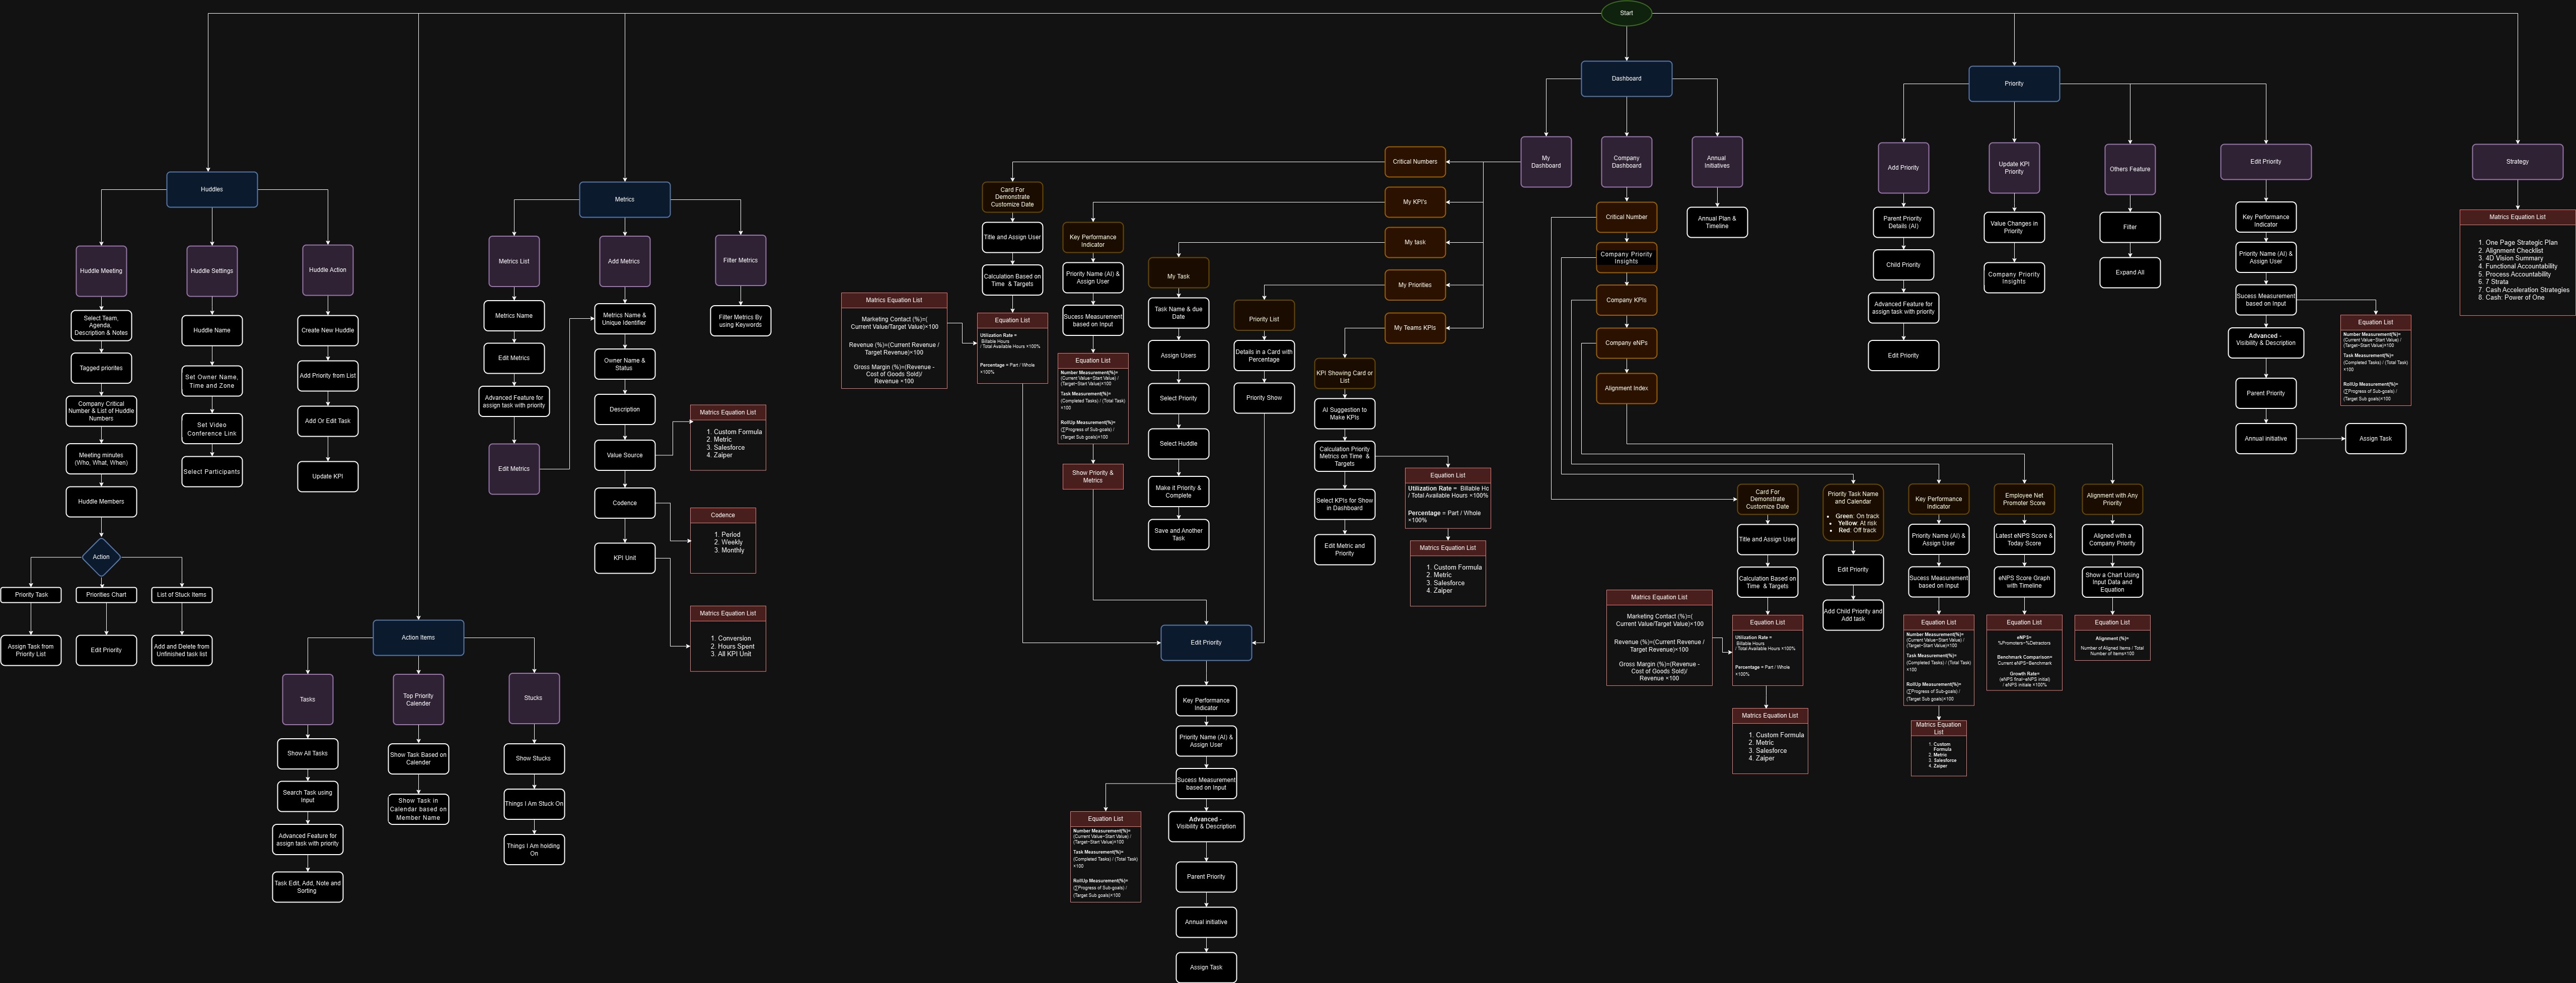 Start
Dashboard
Priority
Huddles
Metrics
My
Dashboard
Company
Dashboard
Annual
Initiatives
Add Priority
Update KPI
Priority
Others Feature
Edit Priority
Strategy
Huddle Meeting
Select Team,
Agenda,
Description & Notes
Tagged priorites
Company Critical
Number & List of Huddle
Numbers
Meeting minutes
(Who, What, When)
Huddle Members
Action
Priority Task
Priorities Chart
List of Stuck Items
Assign Task from
Priority List
Edit Priority
Add and Delete from
Unfinished task list
Huddle Settings
Huddle Name
Set Owner Name,
Time and Zone
Set Video
Conference Link
Select Participants
Huddle Action
Create New Huddle
Add Priority from List
Add Or Edit Task
Update KPI
Action Items
Tasks
Show All Tasks
Search Task using
Input
Advanced Feature for
assign task with priority
Task Edit, Add, Note and
Sorting
Top Priority
Calender
Show Task Based on
Calender
Show Task in
Calendar based on
Member Name
Stucks
Show Stucks
Things I Am Stuck On
Things I Am holding
On
Metrics List
Metrics Name
Edit Metrics
Advanced Feature for
assign task with priority
Edit Metrics
Add Metrics
Metrics Name &
Unique Identifier
Owner Name &
Status
Description
Value Source
Codence
KPI Unit
Matrics Equation List
1. Custom Formula
2. Metric
3. Salesforce
4. Zaiper
Codence
1. Period
2. Weekly
3. Monthly
Matrics Equation List
1. Conversion
2. Hours Spent
3. All KPI Unit
Filter Metrics
Filter Metrics By
using Keywords
Critical Numbers
My KPI's
My task
My Priorities
My Teams KPIs
Card For
Demonstrate
Customize Date
Title and Assign User
Calculation Based on
Time & Targets
Matrics Equation List
Marketing Contact (%)=(
Current Value/Target Value)×100
Revenue (%)=(Current Revenue /
Target Revenue)×100
Gross Margin (%)=(Revenue -
Cost of Goods Sold)/
Revenue ×100
Equation List
Utilization Rate =
Billable Hours
/ Total Available Hours ×100%
Percentage = Part / Whole
×100%
Key Performance
Indicator
Priority Name (AI) &
Assign User
Sucess Measurement
based on Input
Equation List
Number Measurement(%)=
(Current Value−Start Value) /
(Target−Start Value)×100
Task Measurement(%)=
(Completed Tasks) / (Total Task)
×100
RollUp Measurement(%)=
(∑Progress of Sub-goals) /
(Target Sub goals)×100
Show Priority &
Metrics
My Task
Task Name & due
Date
Assign Users
Select Priority
Select Huddle
Make it Priority &
Complete
Save and Another
Task
Priority List
Details in a Card with
Percentage
Priority Show
KPI Showing Card or
List
AI Suggestion to
Make KPIs
Calculation Priority
Metrics on Time &
Targets
Select KPIs for Show
in Dashboard
Edit Metric and
Priority
Equation List
Utilization Rate = Billable Ho
/ Total Available Hours ×100%
Percentage = Part / Whole
×100%
Matrics Equation List
1. Custom Formula
2. Metric
3. Salesforce
4. Zaiper
Edit Priority
Key Performance
Indicator
Priority Name (AI) &
Assign User
Sucess Measurement
based on Input
Equation List
Number Measurement(%)=
(Current Value−Start Value) /
(Target−Start Value)×100
Task Measurement(%)=
(Completed Tasks) / (Total Task)
×100
RollUp Measurement(%)=
(∑Progress of Sub-goals) /
(Target Sub goals)×100
Advanced -
Visibility & Description
Parent Priority
Annual initiative
Assign Task
Critical Number
Company Priority
Insights
Company KPIs
Company eNPs
Alignment Index
Annual Plan &
Timeline
Card For
Demonstrate
Customize Date
Title and Assign User
Calculation Based on
Time & Targets
Matrics Equation List
Marketing Contact (%)=(
Current Value/Target Value)×100
Revenue (%)=(Current Revenue /
Target Revenue)×100
Gross Margin (%)=(Revenue -
Cost of Goods Sold)/
Revenue ×100
Equation List
Utilization Rate =
Billable Hours
/ Total Available Hours ×100%
Percentage = Part / Whole
×100%
Matrics Equation List
1. Custom Formula
2. Metric
3. Salesforce
4. Zaiper
Priority Task Name
and Calendar
• Green: On track
• Yellow: At risk
• Red: Off track
Edit Priority
Add Child Priority and
Add task
Key Performance
Indicator
Priority Name (AI) &
Assign User
Sucess Measurement
based on Input
Equation List
Number Measurement(%)=
(Current Value−Start Value) /
(Target−Start Value)×100
Task Measurement(%)=
(Completed Tasks) / (Total Task)
×100
RollUp Measurement(%)=
(∑Progress of Sub-goals) /
(Target Sub goals)×100
Matrics Equation
List
1. Custom
Formula
2. Metric
3. Salesforce
4. Zaiper
Employee Net
Promoter Score
Latest eNPS Score &
Today Score
eNPS Score Graph
with Timeline
Equation List
eNPS=
%Promoters−%Detractors
Benchmark Comparison=
Current eNPS−Benchmark
Growth Rate=
(eNPS final−eNPS initial)
/ eNPS initiale ×100%
Alignment with Any
Priority
Aligned with a
Company Priority
Show a Chart Using
Input Data and
Equation
Equation List
Alignment (%)=
Number of Aligned Items / Total
Number of Items×100
Parent Priority
Details (AI)
Child Priority
Advanced Feature for
assign task with priority
Edit Priority
Value Changes in
Priority
Company Priority
Insights
Filter
Expand All
Key Performance
Indicator
Priority Name (AI) &
Assign User
Sucess Measurement
based on Input
Advanced -
Visibility & Description
Parent Priority
Annual initiative
Assign Task
Equation List
Number Measurement(%)=
(Current Value−Start Value) /
(Target−Start Value)×100
Task Measurement(%)=
(Completed Tasks) / (Total Task)
×100
RollUp Measurement(%)=
(∑Progress of Sub-goals) /
(Target Sub goals)×100
Matrics Equation List
1. One Page Strategic Plan
2. Alignment Checklist
3. 4D Vision Summary
4. Functional Accountability
5. Process Accountability
6. 7 Strata
7. Cash Acceleration Strategies
8. Cash: Power of One